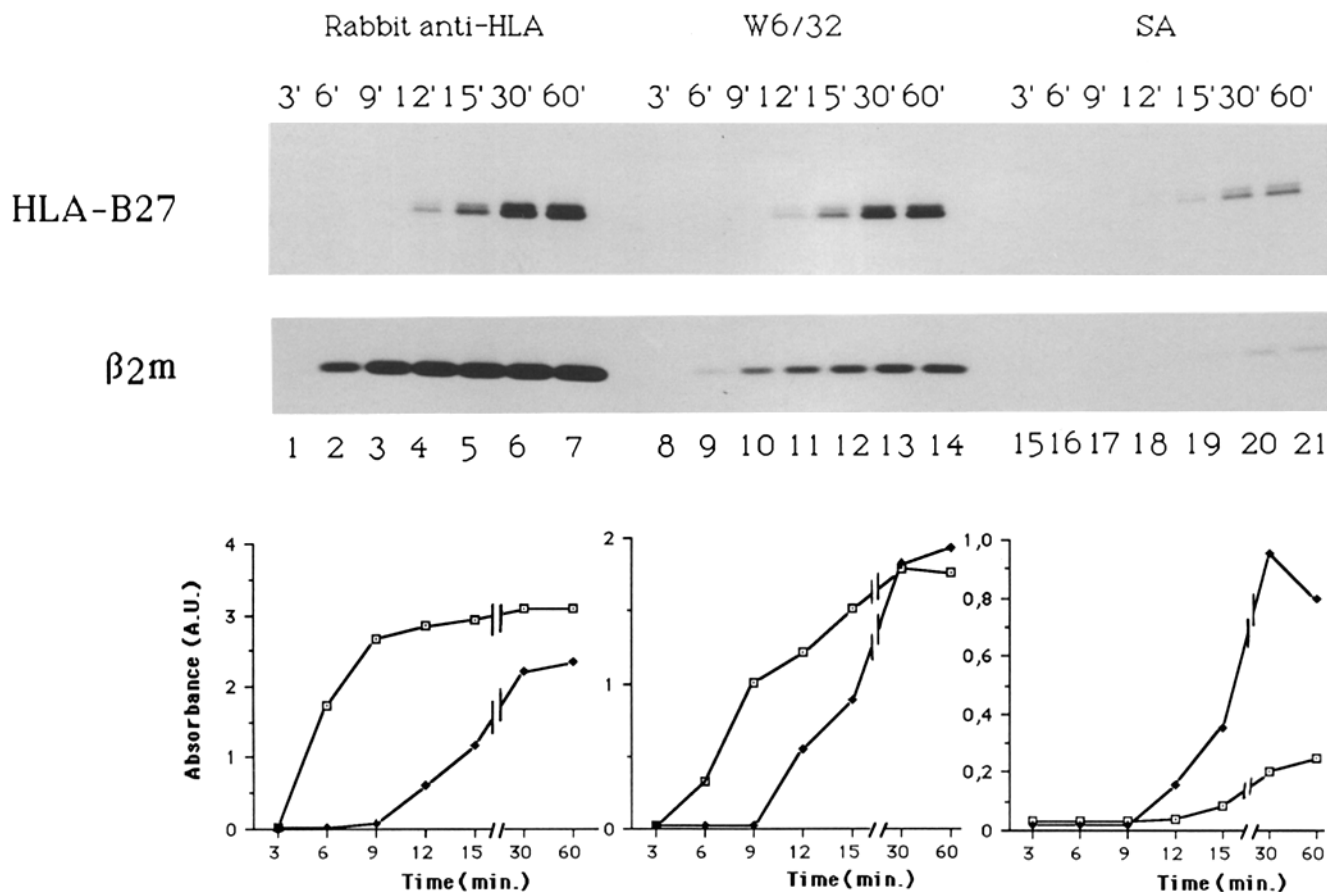 Rabbit anti-HLA W6/32 SA
3' 6' 9' 12' 15' 30' 60' 3' 6' 9' 12' 15' 30' 60' 3' 6' 9' 12' 15' 30' 60'
HLA-B27
β2m
1 2 3 4 5 6 7 8 9 10 11 12 13 14 15 16 17 18 19 20 21
Absorbance (A.U.)
4
3
2
1
0
3 6 9 12 15 30 60
Time(min.)
2
1
0
3 6 9 12 15 30 60
Time(min.)
1,0
0,8
0,6
0,4
0,2
0
3 6 9 12 15 30 60
Time(min.)